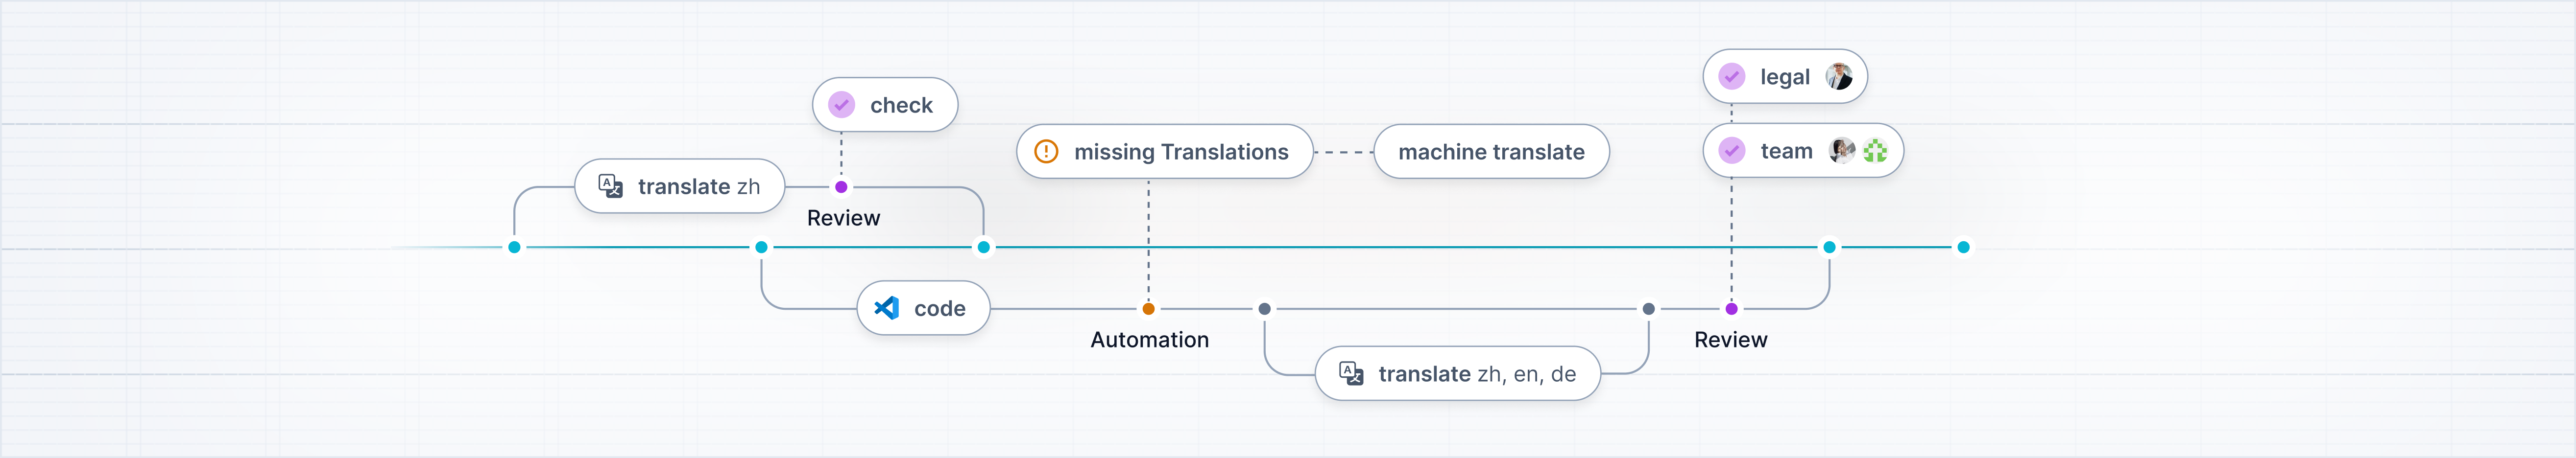 legal
check
missing Translations
machine translate
team
translate zh
Review
code
Automation
Review
translate zh, en, de